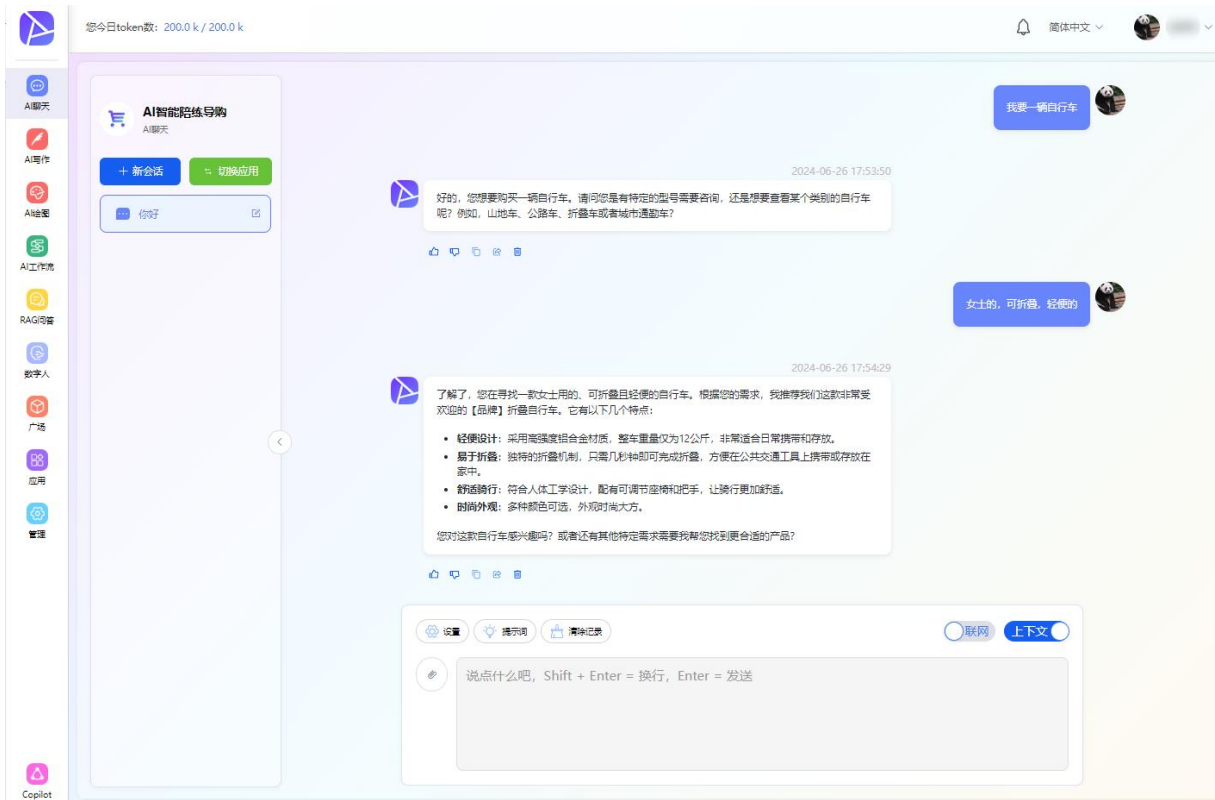 您今日token数：200.0 k / 200.0 k
简体中文
AI聊天
AI写作
AI绘图
AI工作流
RAG问答
数字人
广场
应用
管理
Copilot
AI智能陪练导购
AI聊天
+ 新会话
切换应用
你好
我要一辆自行车
2024-06-26 17:53:50
好的，您想要购买一辆自行车。请问您是有特定的型号需要咨询，还是想要查看某个类别的自行车
呢？例如，山地车、公路车、折叠车或者城市通勤车？
女士的，可折叠，轻便的
2024-06-26 17:54:29
了解了，您在寻找一款女士用的、可折叠且轻便的自行车。根据您的需求，我推荐我们这款非常受
欢迎的【品牌】折叠自行车。它有以下几个特点：
• 轻便设计：采用高强度铝合金材质，整车重量仅为12公斤，非常适合日常携带和存放。
• 易于折叠：独特的折叠机制，只需几秒钟即可完成折叠，方便在公共交通工具上携带或存放在
家中。
• 舒适骑行：符合人体工学设计，配有可调节座椅和把手，让骑行更加舒适。
• 时尚外观：多种颜色可选，外观时尚大方。
您对这款自行车感兴趣吗？或者还有其他特定需求需要我帮您找到更合适的产品？
设置
提示词
清除记录
联网
上下文
说点什么吧，Shift + Enter = 换行，Enter = 发送